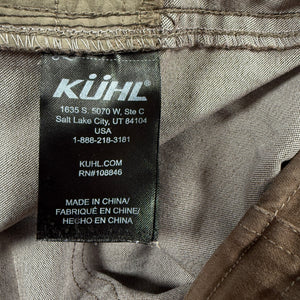 KÜHL
1635 S. 5070 W, Ste C
Salt Lake City, UT 84104
USA
1-888-218-3181
KUHL.COM
RN#108846
MADE IN CHINA/
FABRIQUÉ EN CHINE/
HECHO EN CHINA